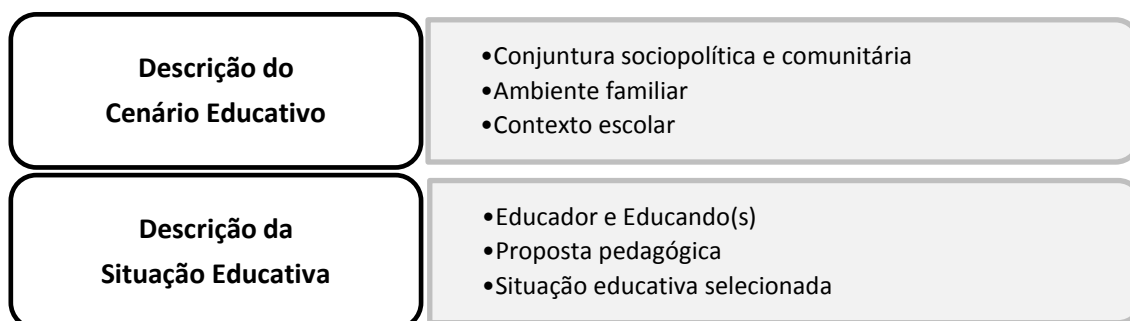 Descrição do
Cenário Educativo
•Conjuntura sociopolítica e comunitária
•Ambiente familiar
•Contexto escolar
Descrição da
Situação Educativa
•Educador e Educando(s)
•Proposta pedagógica
•Situação educativa selecionada